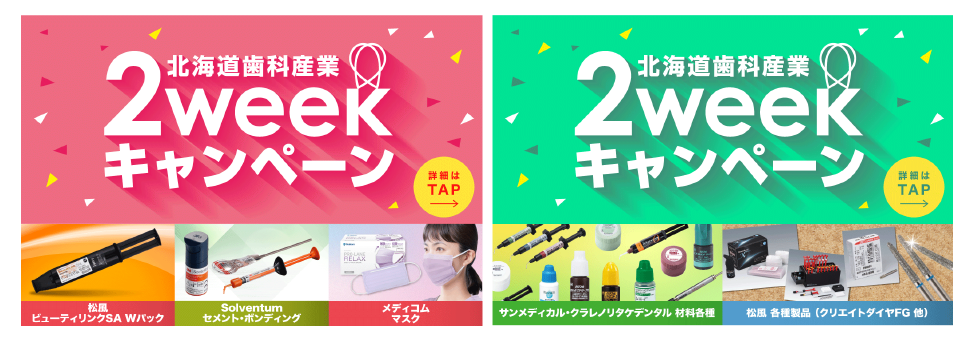 北海道歯科産業
2week
キャンペーン
詳細は
TAP
松風
ビューティリンクSA Wパック
Solventum
セメント・ボンディング
メディコム
マスク
北海道歯科産業
2week
キャンペーン
詳細は
TAP
サンメディカル・クラレノリタケデンタル 材料各種
松風 各種製品（クリエイトダイヤFG 他）